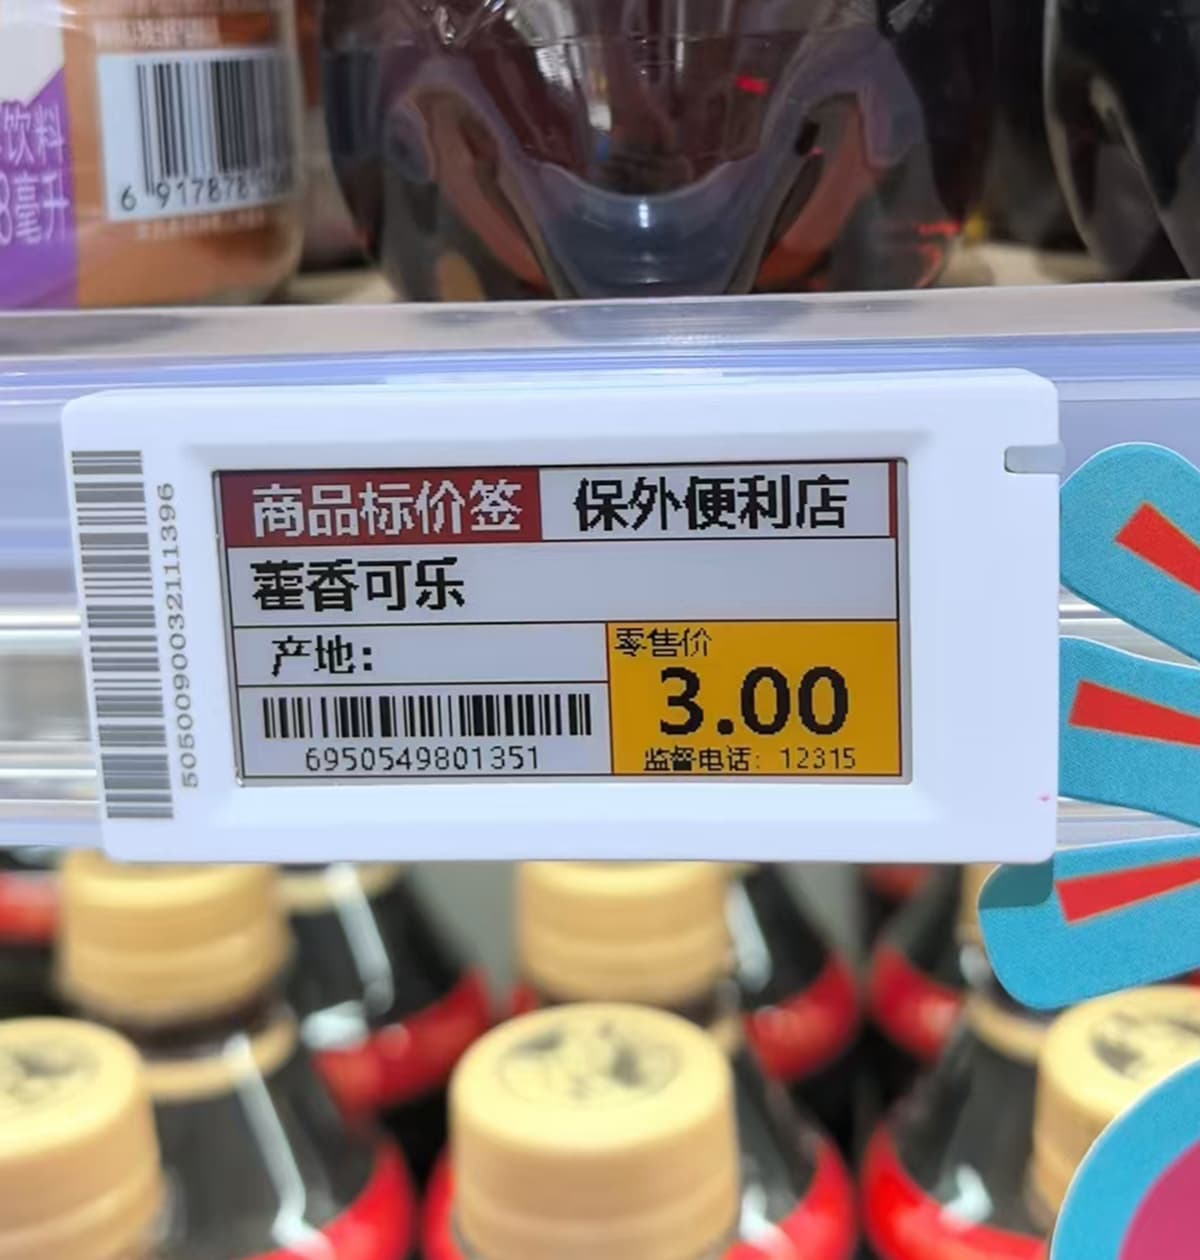 饮料
8毫升
6 917878
商品标价签 保外便利店
藿香可乐
产地：
零售价
3.00
6950549801351
监督电话：12315
5050090032111396